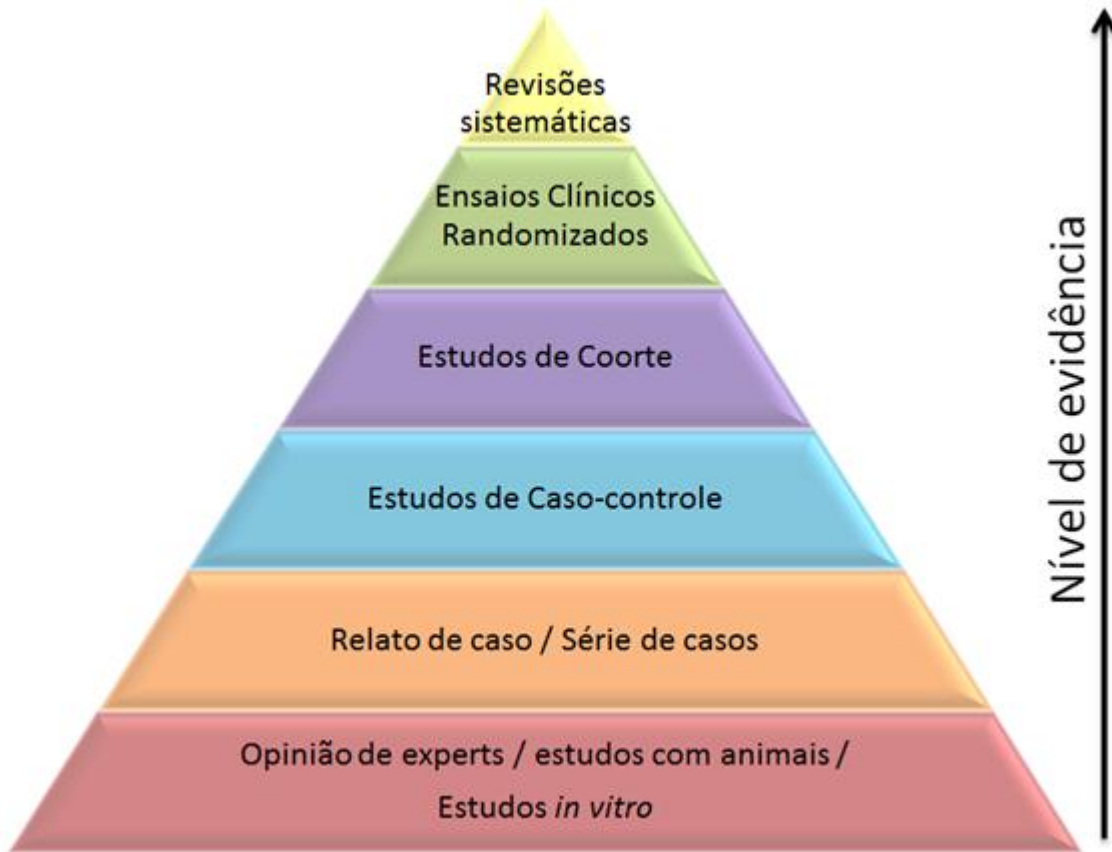 Revisões
sistemáticas
Ensaios Clínicos
Randomizados
Estudos de Coorte
Estudos de Caso-controle
Relato de caso / Série de casos
Opinião de experts / estudos com animais /
Estudos in vitro
Nível de evidência